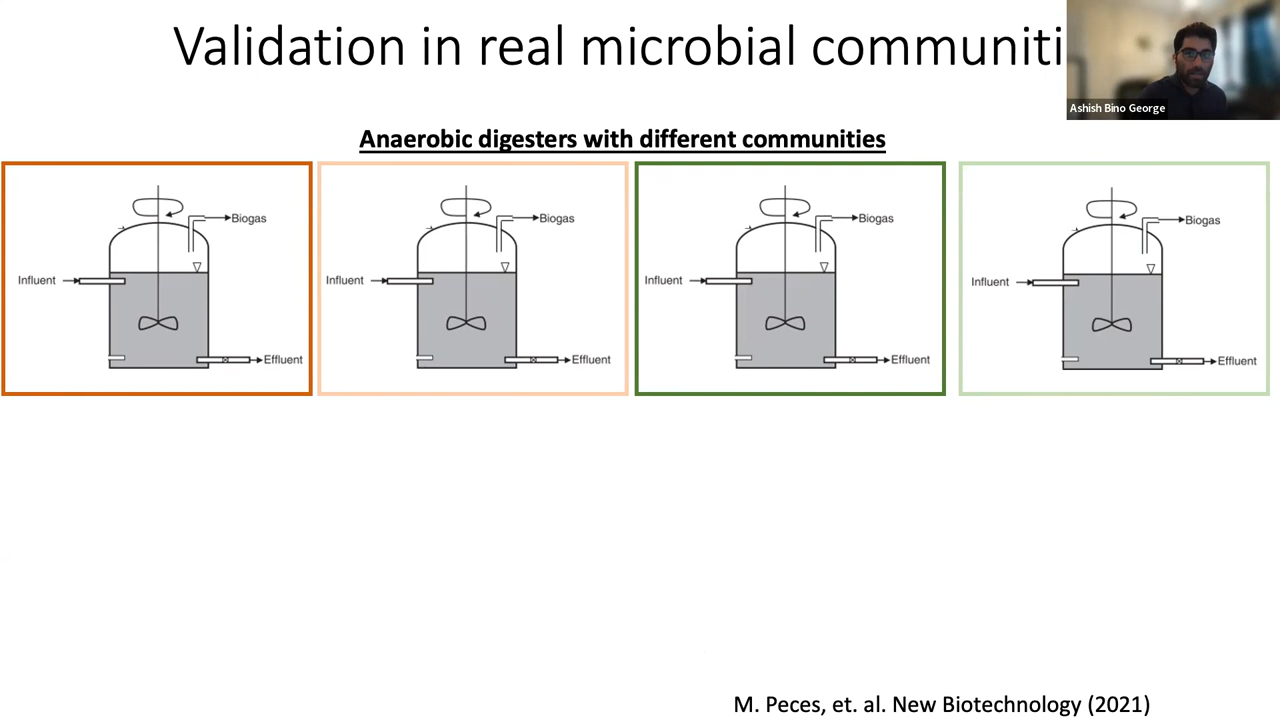 Validation in real microbial communiti
Ashish Bino George
Anaerobic digesters with different communities
Biogas
Influent
Effluent
Biogas
Influent
Effluent
Biogas
Influent
Effluent
Biogas
Influent
Effluent
M. Peces, et. al. New Biotechnology (2021)